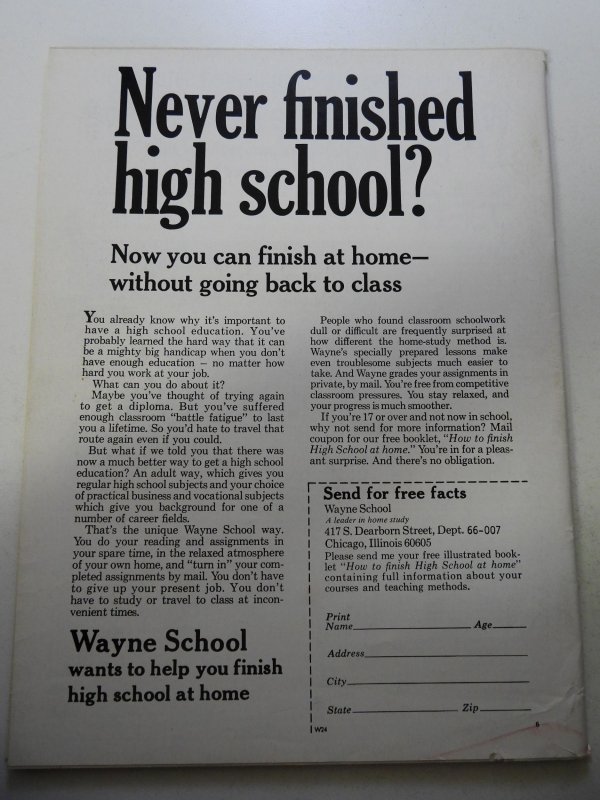 Never finished
high school?
Now you can finish at home—
without going back to class
You already know why it's important to
have a high school education. You've
probably learned the hard way that it can
be a mighty big handicap when you don't
have enough education – no matter how
hard you work at your job.
What can you do about it?
Maybe you've thought of trying again
to get a diploma. But you've suffered
enough classroom "battle fatigue" to last
you a lifetime. So you'd hate to travel that
route again even if you could.
But what if we told you that there was
now a much better way to get a high school
education? An adult way, which gives you
regular high school subjects and your choice
of practical business and vocational subjects
which give you background for one of a
number of career fields.
That's the unique Wayne School way.
You do your reading and assignments in
your spare time, in the relaxed atmosphere
of your own home, and "turn in" your com-
pleted assignments by mail. You don't have
to give up your present job. You don't
have to study or travel to class at incon-
venient times.
Wayne School
wants to help you finish
high school at home
People who found classroom schoolwork
dull or difficult are frequently surprised at
how different the home-study method is.
Wayne's specially prepared lessons make
even troublesome subjects much easier to
take. And Wayne grades your assignments in
private, by mail. You're free from competitive
classroom pressures. You stay relaxed, and
your progress is much smoother.
If you're 17 or over and not now in school,
why not send for more information? Mail
coupon for our free booklet, "How to finish
High School at home." You're in for a pleas-
ant surprise. And there's no obligation.
Send for free facts
Wayne School
A leader in home study
417 S. Dearborn Street, Dept. 66-007
Chicago, Illinois 60605
Please send me your free illustrated book-
let "How to finish High School at home"
containing full information about your
courses and teaching methods.
Print
Name Age
Address
City
State Zip
W24
6